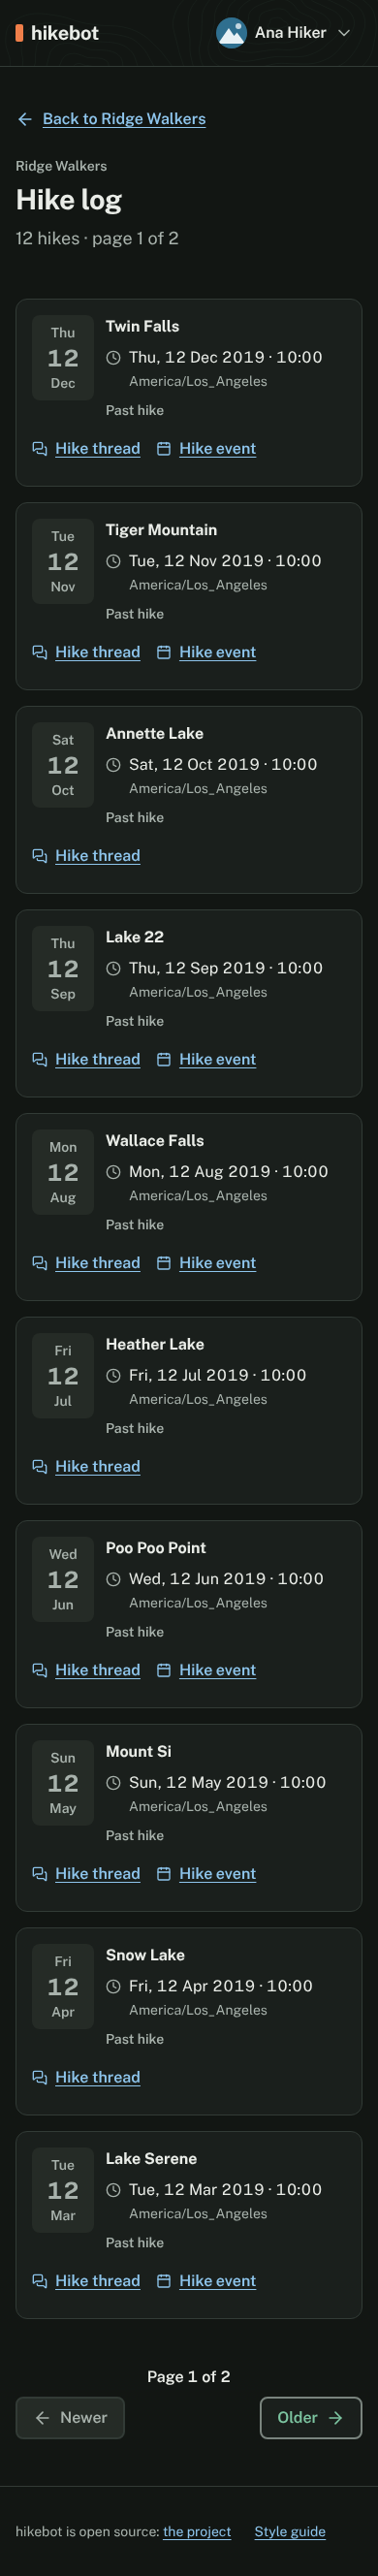 hikebot
Ana Hiker
Back to Ridge Walkers
Ridge Walkers
Hike log
12 hikes · page 1 of 2
Thu
12
Dec
Twin Falls
Thu, 12 Dec 2019 · 10:00
America/Los_Angeles
Past hike
Hike thread Hike event
Tue
12
Nov
Tiger Mountain
Tue, 12 Nov 2019 · 10:00
America/Los_Angeles
Past hike
Hike thread Hike event
Sat
12
Oct
Annette Lake
Sat, 12 Oct 2019 · 10:00
America/Los_Angeles
Past hike
Hike thread
Thu
12
Sep
Lake 22
Thu, 12 Sep 2019 · 10:00
America/Los_Angeles
Past hike
Hike thread Hike event
Mon
12
Aug
Wallace Falls
Mon, 12 Aug 2019 · 10:00
America/Los_Angeles
Past hike
Hike thread Hike event
Fri
12
Jul
Heather Lake
Fri, 12 Jul 2019 · 10:00
America/Los_Angeles
Past hike
Hike thread
Wed
12
Jun
Poo Poo Point
Wed, 12 Jun 2019 · 10:00
America/Los_Angeles
Past hike
Hike thread Hike event
Sun
12
May
Mount Si
Sun, 12 May 2019 · 10:00
America/Los_Angeles
Past hike
Hike thread Hike event
Fri
12
Apr
Snow Lake
Fri, 12 Apr 2019 · 10:00
America/Los_Angeles
Past hike
Hike thread
Tue
12
Mar
Lake Serene
Tue, 12 Mar 2019 · 10:00
America/Los_Angeles
Past hike
Hike thread Hike event
Page 1 of 2
Newer
Older
hikebot is open source: the project Style guide